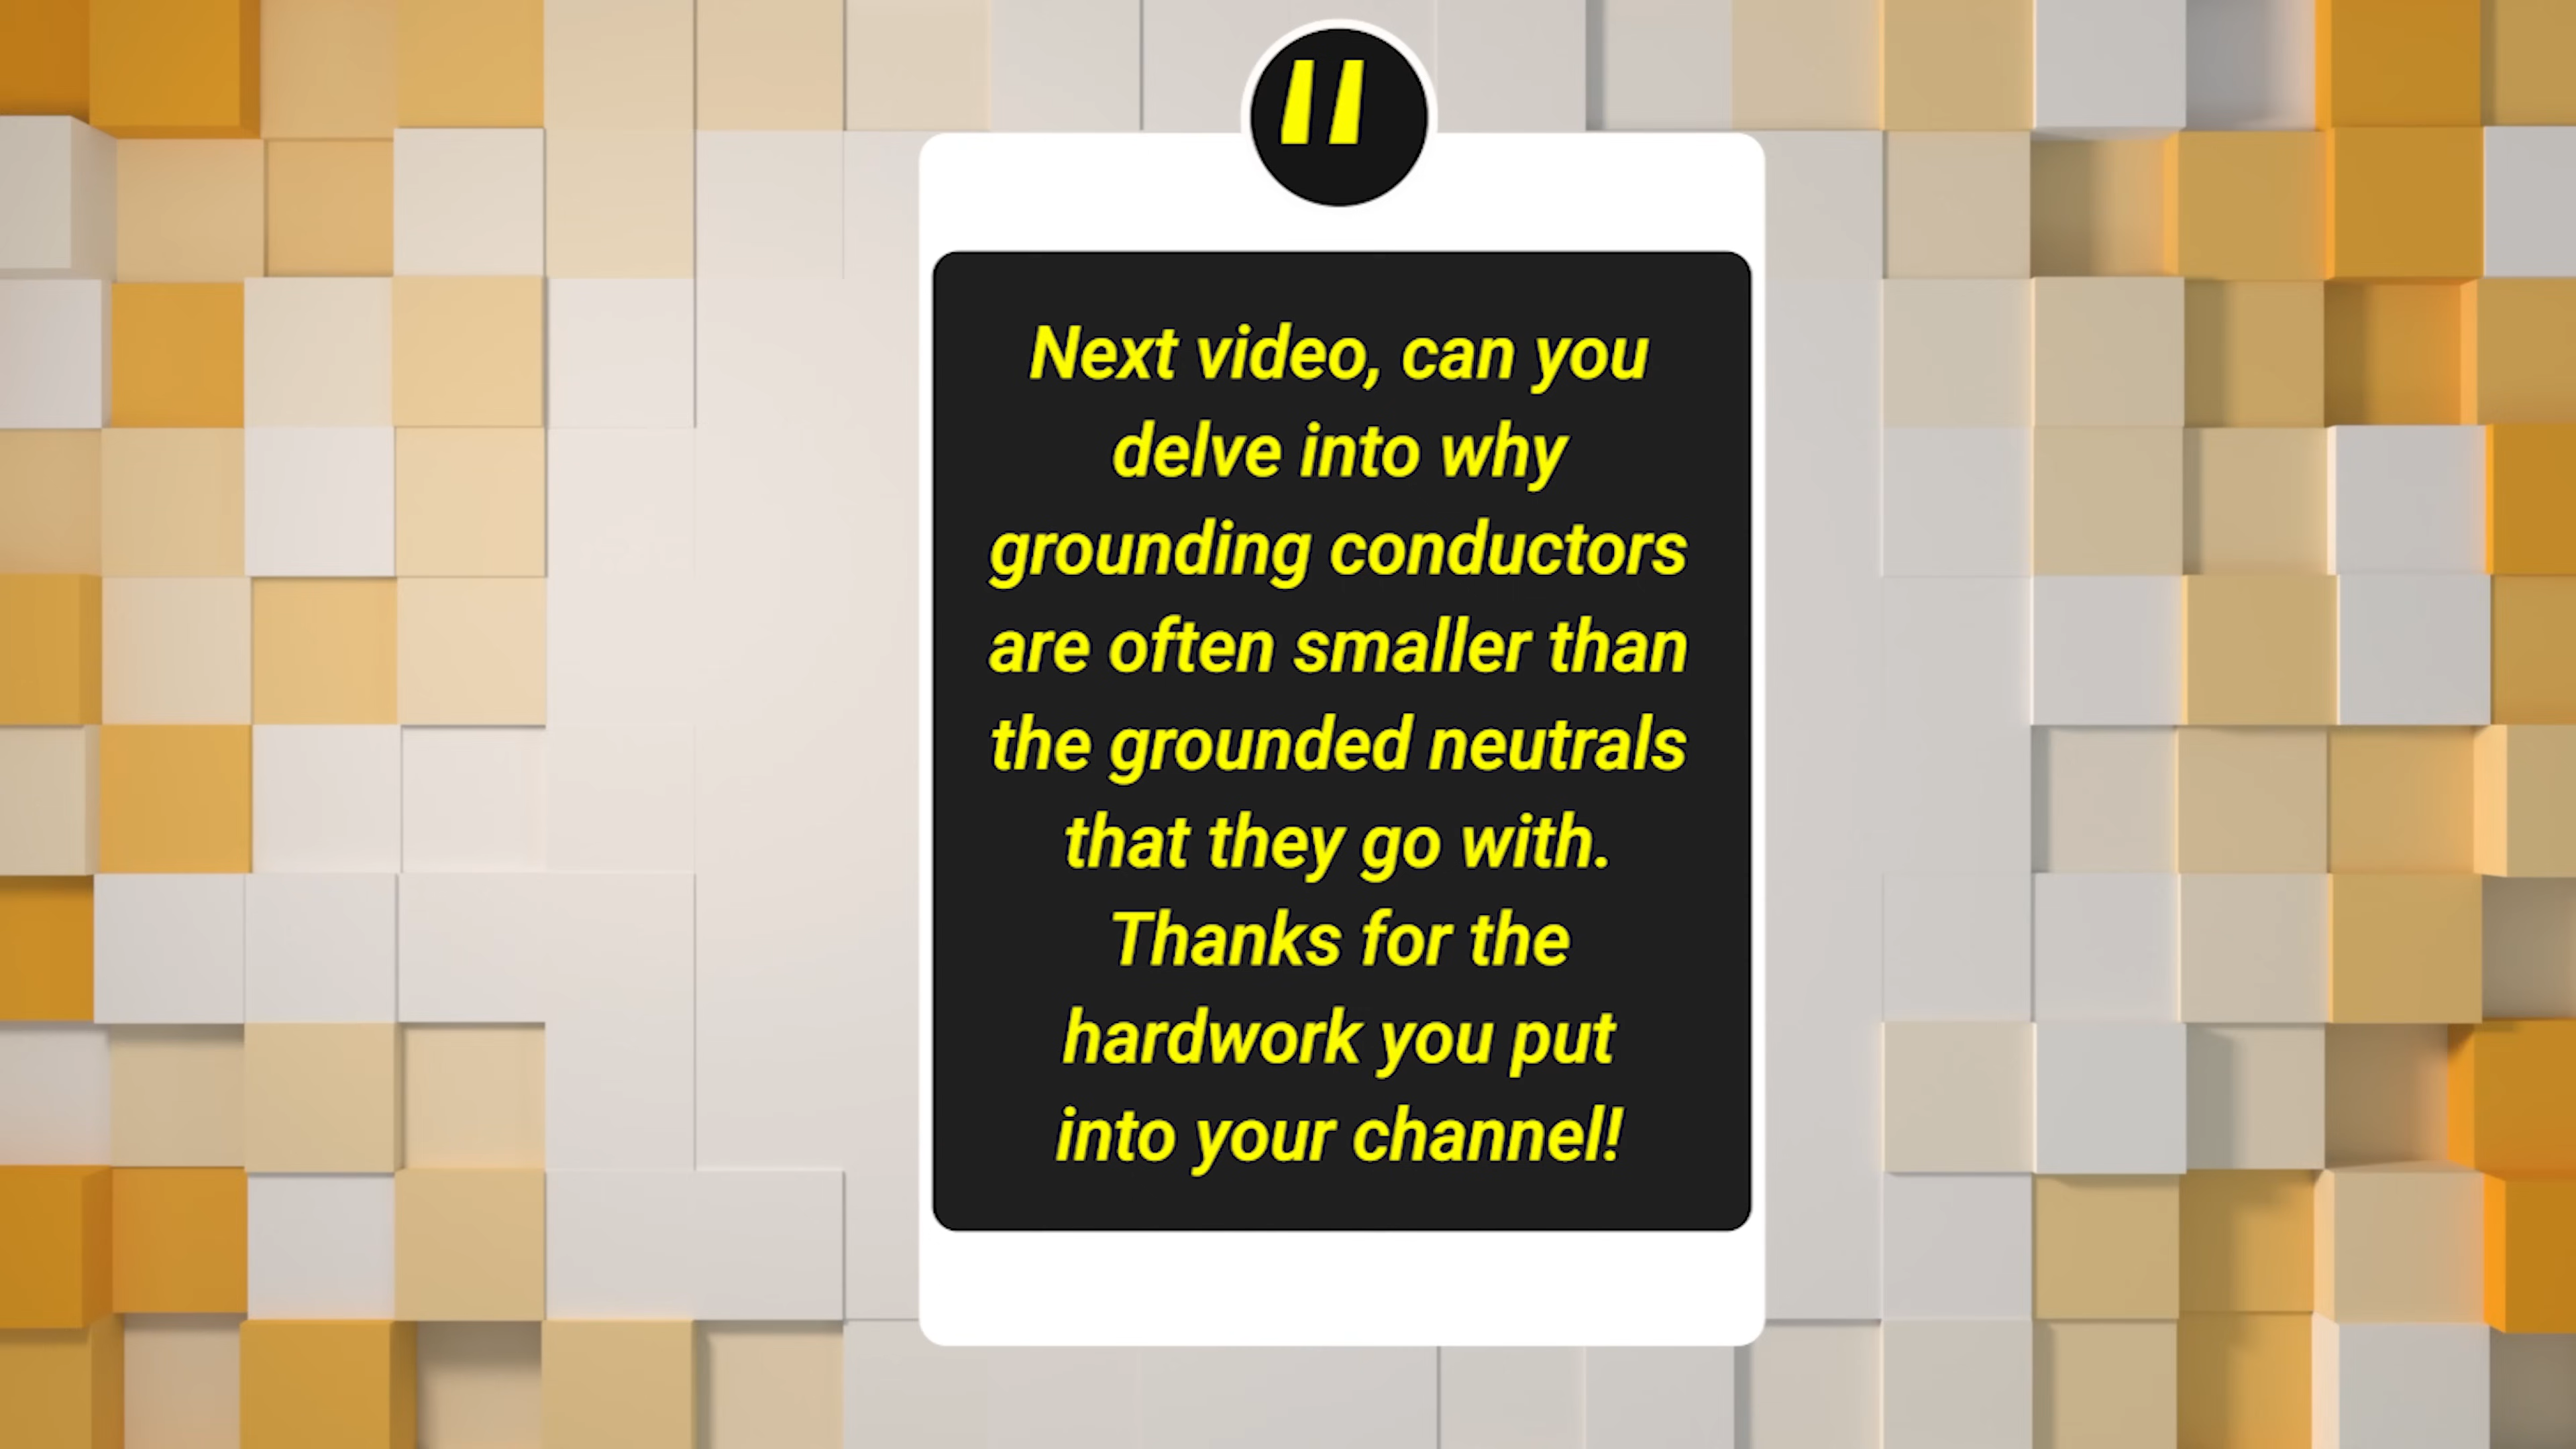 "
Next video, can you
delve into why
grounding conductors
are often smaller than
the grounded neutrals
that they go with.
Thanks for the
hardwork you put
into your channel!